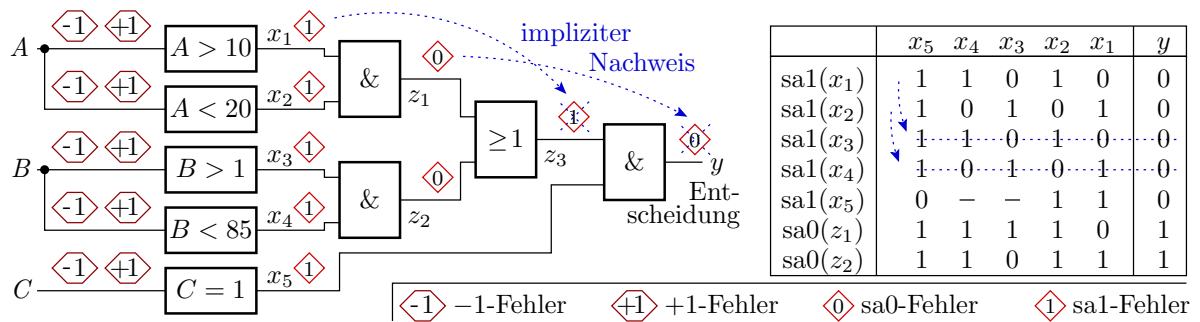 -1 +1 A > 10 x₁ 1
A
-1 +1 A < 20 x₂ 1
& z₁ 0
impliziter
Nachweis
-1 +1 B > 1 x₃ 1
B
-1 +1 B < 85 x₄ 1
& z₂ 0
≥1 z₃ 1
& 0 y
Ent-
scheidung
-1 +1
C C = 1 x₅ 1
x₅ x₄ x₃ x₂ x₁ y
sa1(x₁) 1 1 0 1 0 0
sa1(x₂) 1 0 1 0 1 0
sa1(x₃) 1 1 0 1 0 0
sa1(x₄) 1 0 1 0 1 0
sa1(x₅) 0 − − 1 1 0
sa0(z₁) 1 1 1 1 0 1
sa0(z₂) 1 1 0 1 1 1
-1 −1-Fehler +1 +1-Fehler 0 sa0-Fehler 1 sa1-Fehler